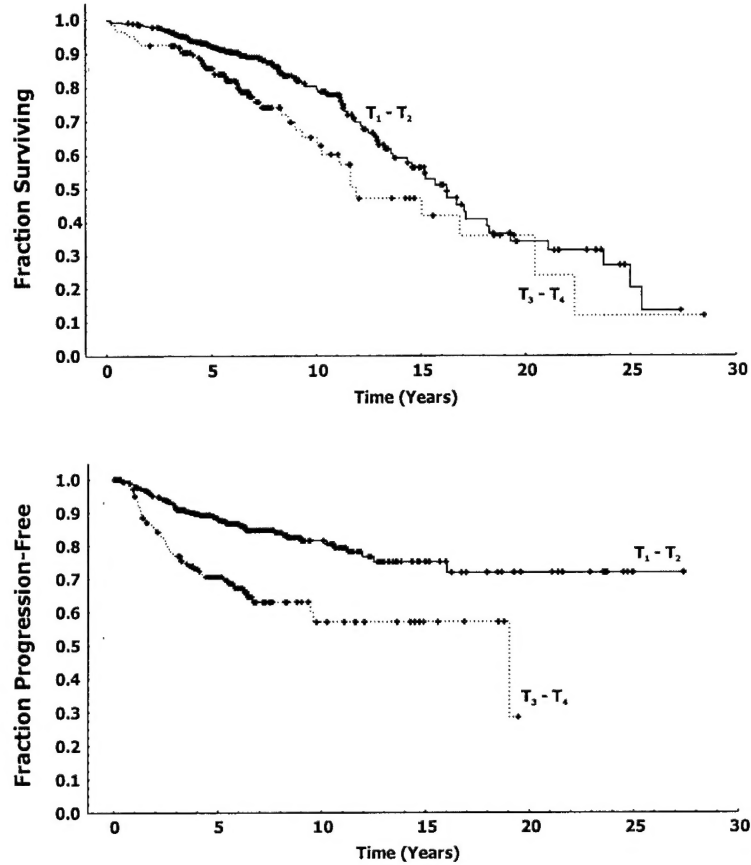 Fraction Surviving
1.0
0.9
0.8
0.7
0.6
0.5
0.4
0.3
0.2
0.1
0.0
T₁ - T₂
T₃ - T₄
0 5 10 15 20 25 30
Time (Years)
Fraction Progression-Free
1.0
0.9
0.8
0.7
0.6
0.5
0.4
0.3
0.2
0.1
0.0
T₁ - T₂
T₃ - T₄
0 5 10 15 20 25 30
Time (Years)